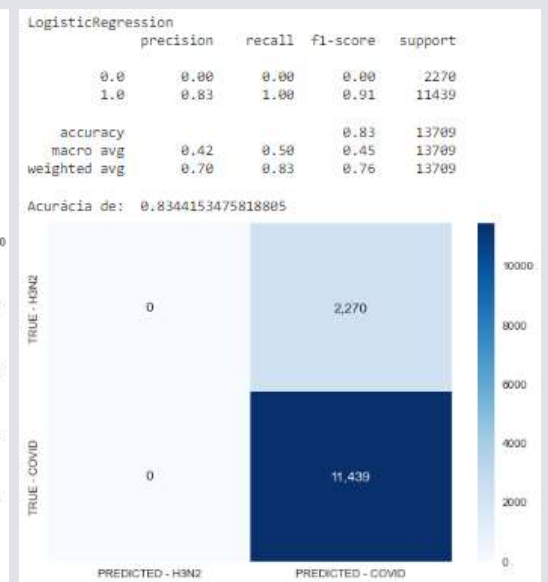 LogisticRegression
precision recall f1-score support
0.0 0.00 0.00 0.00 2270
1.0 0.83 1.00 0.91 11439
accuracy 0.83 13709
macro avg 0.42 0.50 0.45 13709
weighted avg 0.70 0.83 0.76 13709
Acurácia de: 0.8344153475818805
TRUE - H3N2
0
2,270
TRUE - COVID
0
11,439
PREDICTED - H3N2
PREDICTED - COVID
10000
8000
6000
4000
2000
0
0